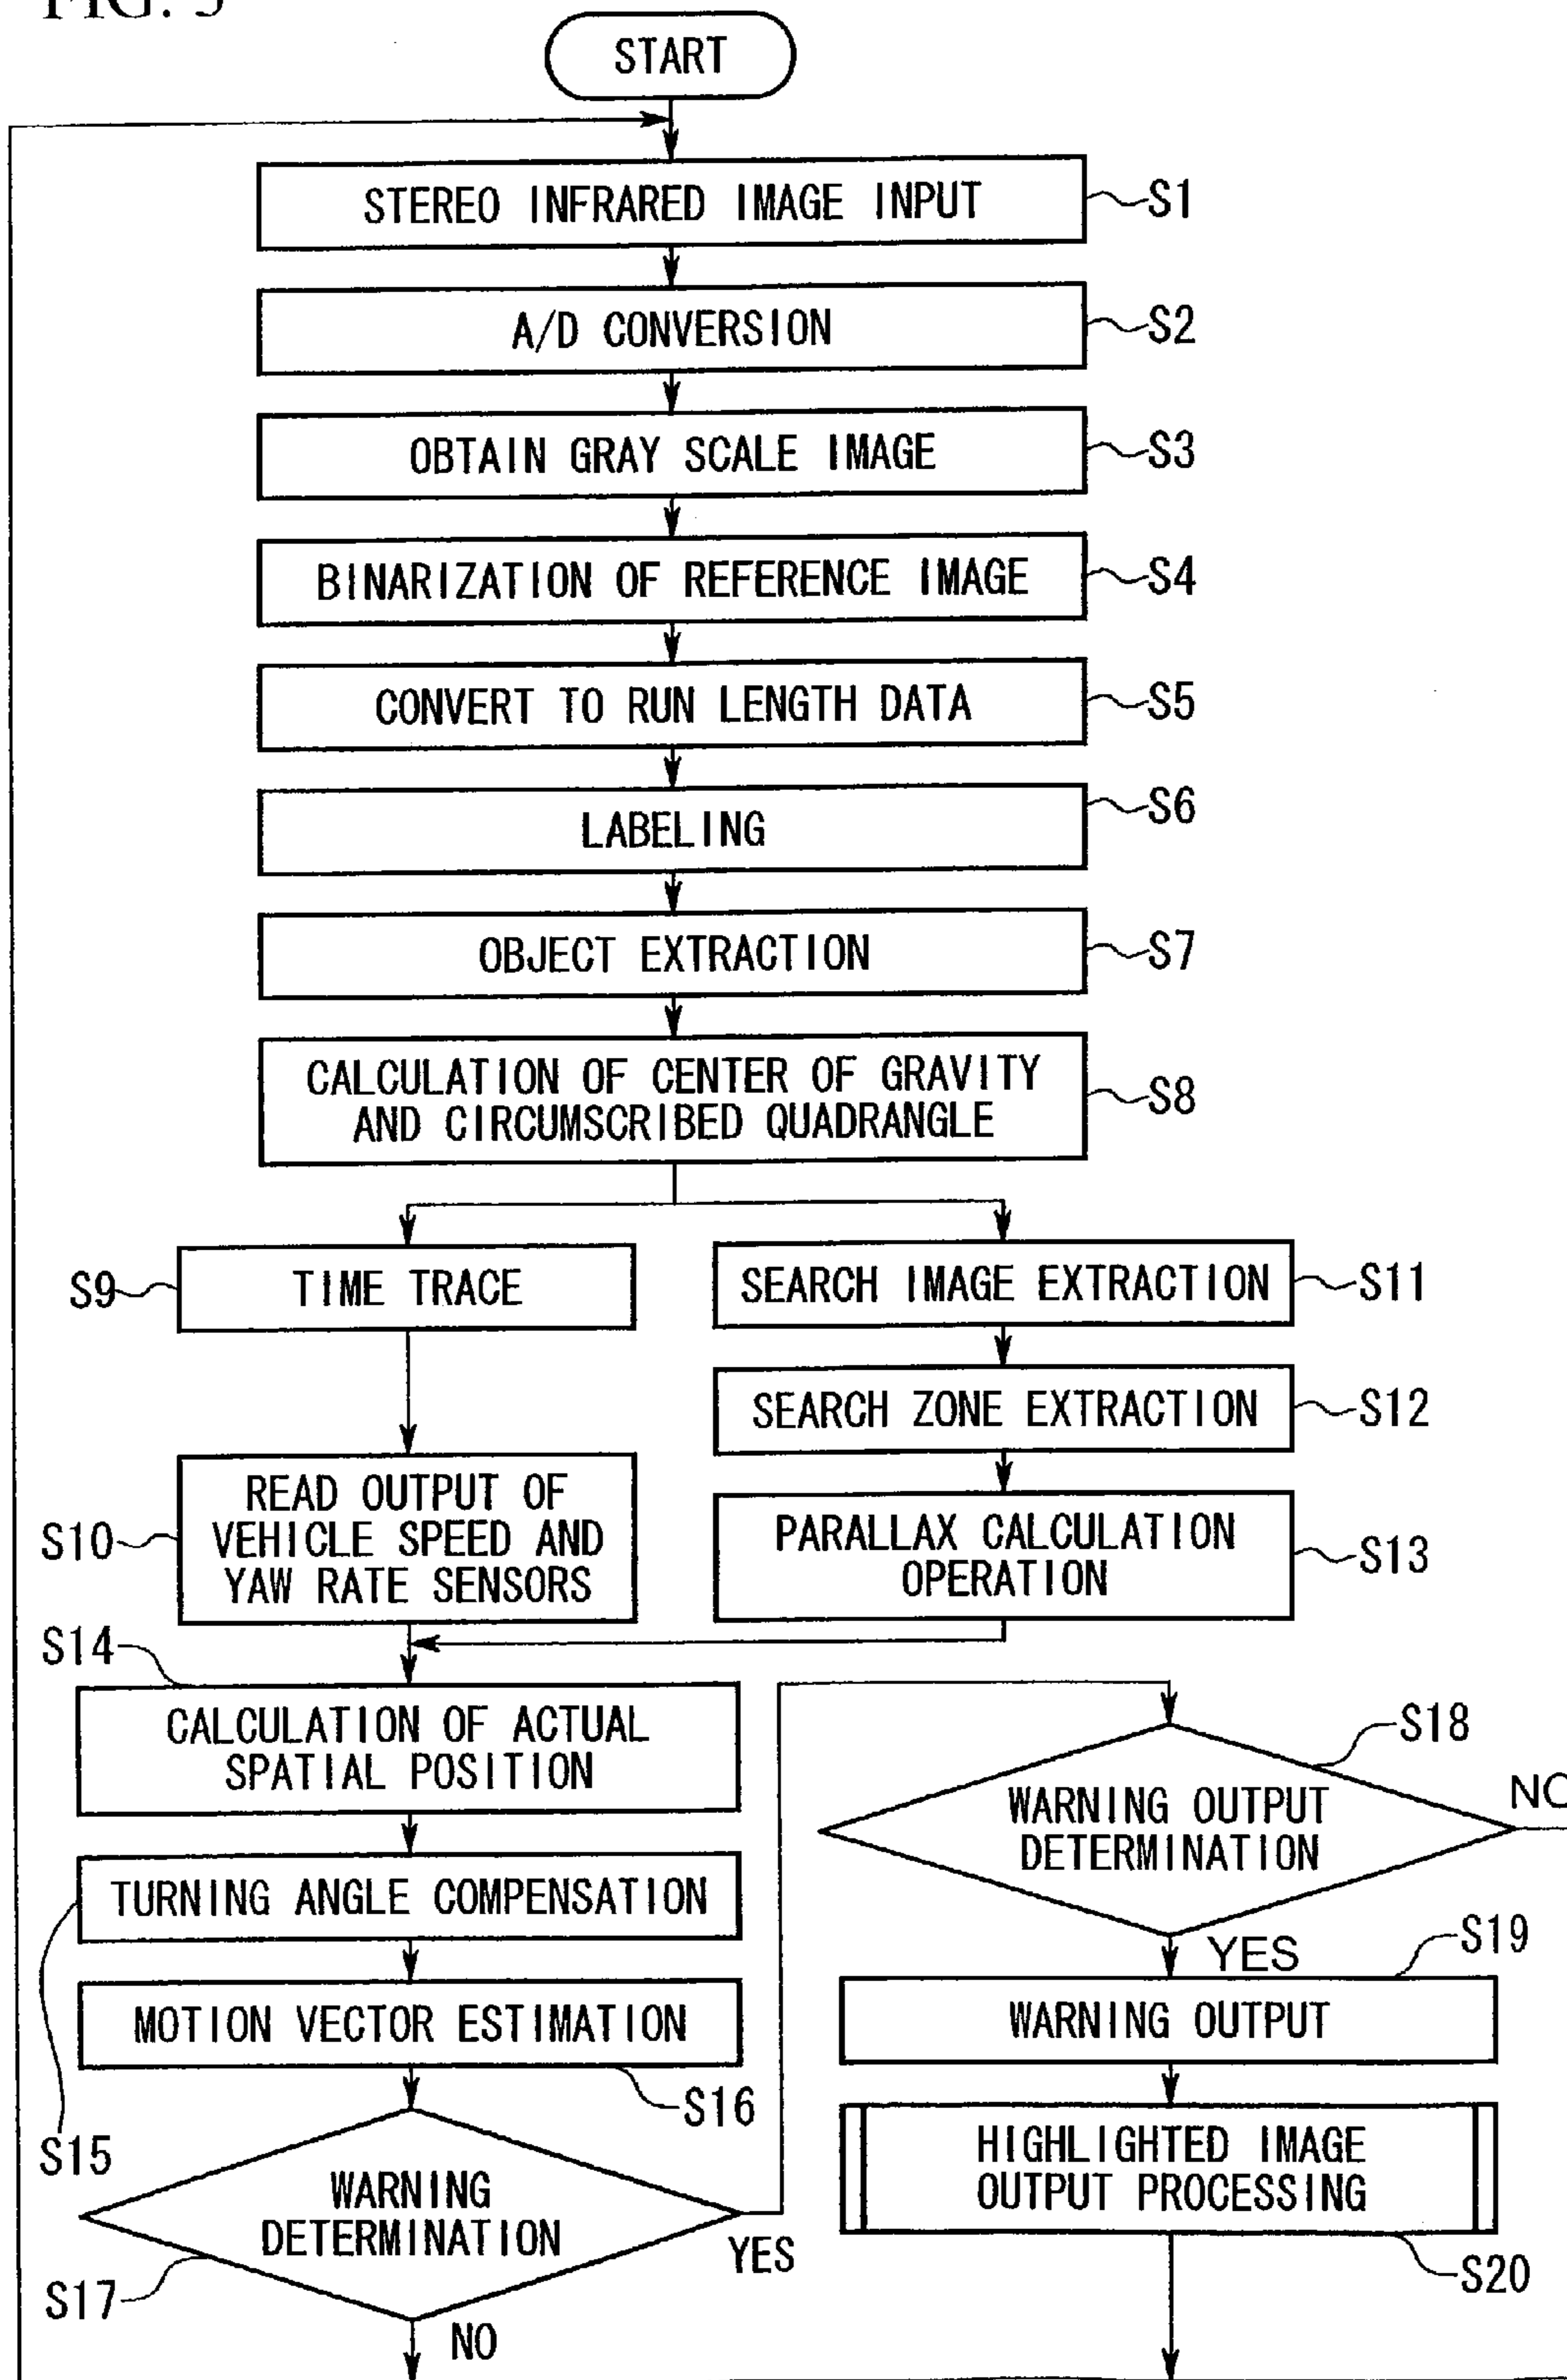 START
STEREO INFRARED IMAGE INPUT
S1
A/D CONVERSION
S2
OBTAIN GRAY SCALE IMAGE
S3
BINARIZATION OF REFERENCE IMAGE
S4
CONVERT TO RUN LENGTH DATA
S5
LABELING
S6
OBJECT EXTRACTION
S7
CALCULATION OF CENTER OF GRAVITY
AND CIRCUMSCRIBED QUADRANGLE
S8
S9
TIME TRACE
SEARCH IMAGE EXTRACTION
S11
SEARCH ZONE EXTRACTION
S12
S10
READ OUTPUT OF
VEHICLE SPEED AND
YAW RATE SENSORS
PARALLAX CALCULATION
OPERATION
S13
S14
CALCULATION OF ACTUAL
SPATIAL POSITION
TURNING ANGLE COMPENSATION
S15
MOTION VECTOR ESTIMATION
S16
WARNING
DETERMINATION
S17
YES
NO
S18
WARNING OUTPUT
DETERMINATION
NO
YES
S19
WARNING OUTPUT
HIGHLIGHTED IMAGE
OUTPUT PROCESSING
S20